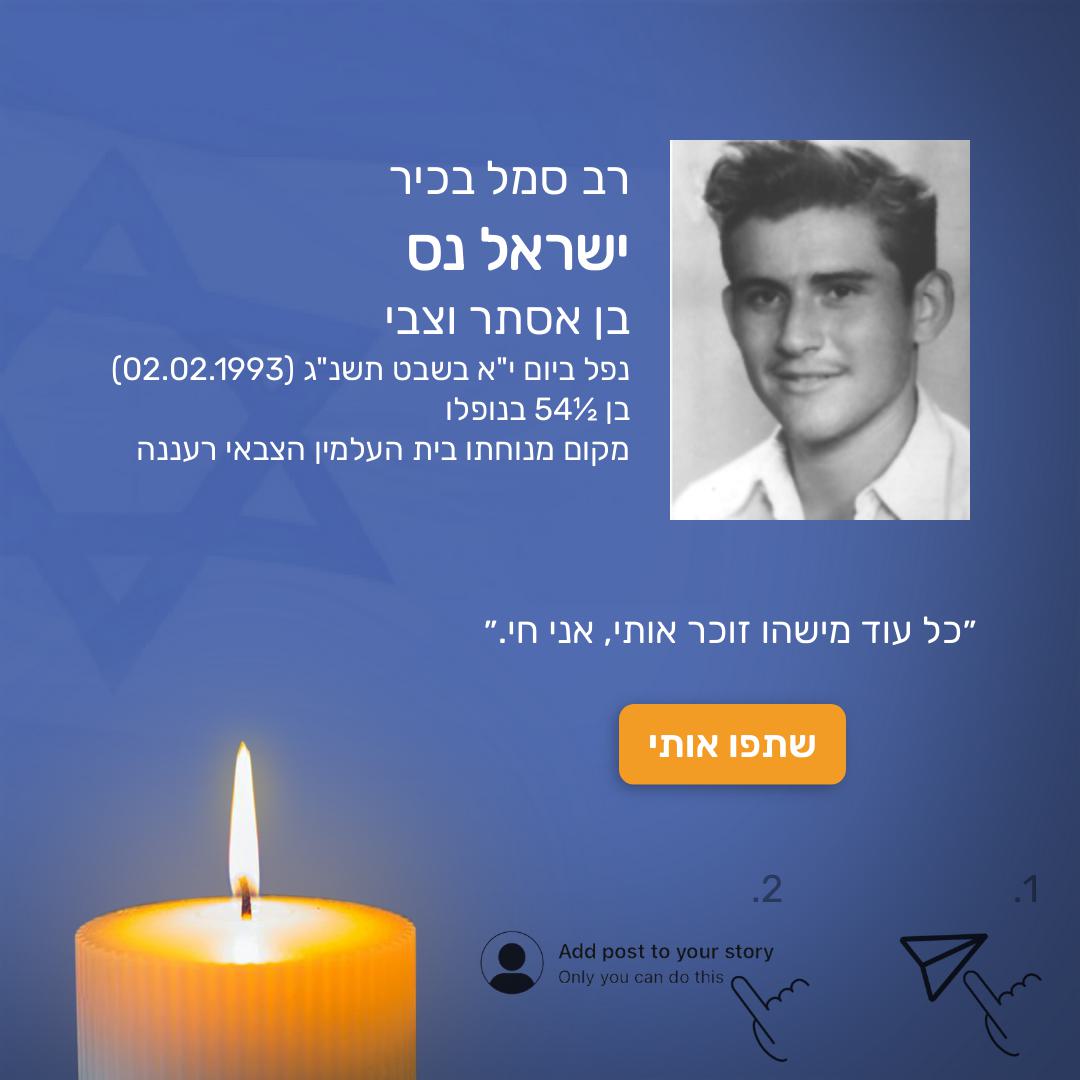 רב סמל בכיר
ישראל נס
בן אסתר וצבי
נפל ביום י"א בשבט תשנ"ג (02.02.1993)
בן 54½ בנופלו
מקום מנוחתו בית העלמין הצבאי רעננה
״כל עוד מישהו זוכר אותי, אני חי.״
שתפו אותי
1.
2.
Add post to your story
Only you can do this